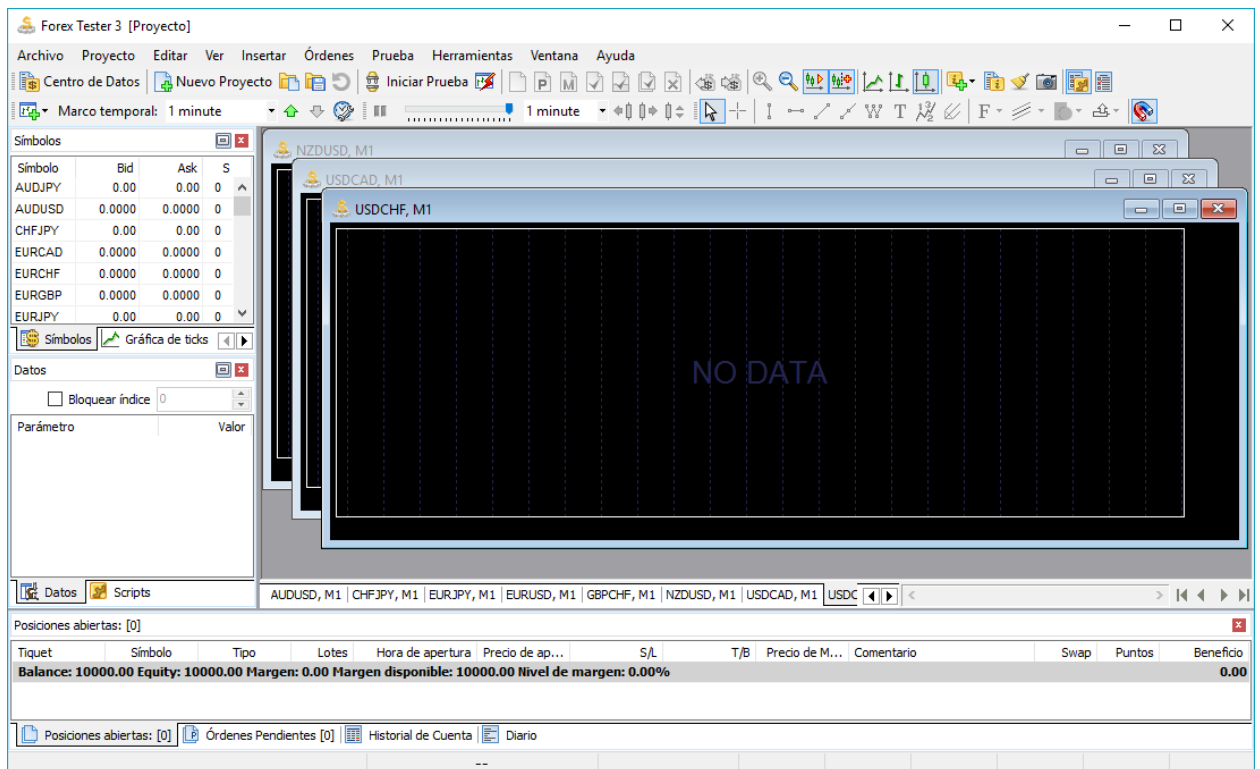 Forex Tester 3 [Proyecto]
Archivo Proyecto Editar Ver Insertar Órdenes Prueba Herramientas Ventana Ayuda
Centro de Datos Nuevo Proyecto Iniciar Prueba
Marco temporal: 1 minute 1 minute
Símbolos
Símbolo Bid Ask S
AUDJPY 0.00 0.00 0
AUDUSD 0.0000 0.0000 0
CHFJPY 0.00 0.00 0
EURCAD 0.0000 0.0000 0
EURCHF 0.0000 0.0000 0
EURGBP 0.0000 0.0000 0
EURJPY 0.00 0.00 0
Símbolos Gráfica de ticks
Datos
Bloquear índice 0
Parámetro Valor
Datos Scripts
NZDUSD, M1
USDCAD, M1
USDCHF, M1
NO DATA
AUDUSD, M1 CHFJPY, M1 EURJPY, M1 EURUSD, M1 GBPCHF, M1 NZDUSD, M1 USDCAD, M1 USDC
Posiciones abiertas: [0]
Tiquet Símbolo Tipo Lotes Hora de apertura Precio de ap... S/L T/B Precio de M... Comentario Swap Puntos Beneficio
Balance: 10000.00 Equity: 10000.00 Margen: 0.00 Margen disponible: 10000.00 Nivel de margen: 0.00% 0.00
Posiciones abiertas: [0] Órdenes Pendientes [0] Historial de Cuenta Diario
--